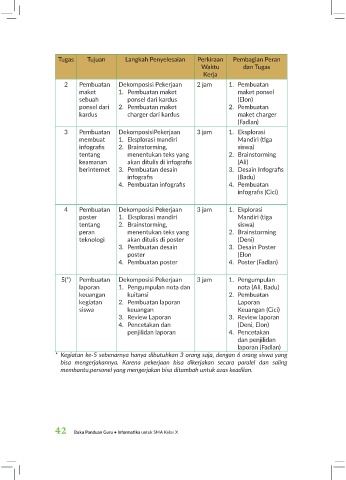 Tugas Tujuan Langkah Penyelesaian Perkiraan Waktu Kerja Pembagian Peran dan Tugas
2 Pembuatan maket sebuah ponsel dari kardus
Dekomposisi Pekerjaan
1. Pembuatan maket ponsel dari kardus
2. Pembuatan maket charger dari kardus
2 jam
1. Pembuatan maket ponsel (Elon)
2. Pembuatan maket charger (Fadlan)
3 Pembuatan membuat infografis tentang keamanan berinternet
DekomposisiPekerjaan
1. Eksplorasi mandiri
2. Brainstorming, menentukan teks yang akan ditulis di infografis
3. Pembuatan desain infografis
4. Pembuatan infografis
3 jam
1. Eksplorasi Mandiri (tiga siswa)
2. Brainstorming (Ali)
3. Desain Infografis (Badu)
4. Pembuatan infografis (Cici)
4 Pembuatan poster tentang peran teknologi
Dekomposisi Pekerjaan
1. Eksplorasi mandiri
2. Brainstorming, menentukan teks yang akan ditulis di poster
3. Pembuatan desain poster
4. Pembuatan poster
3 jam
1. Ekplorasi Mandiri (tiga siswa)
2. Brainstorming (Deni)
3. Desain Poster (Elon
4. Poster (Fadlan)
5(*) Pembuatan laporan keuangan kegiatan siswa
Dekomposisi Pekerjaan
1. Pengumpulan nota dan kuitansi
2. Pembuatan laporan keuangan
3. Review Laporan
4. Pencetakan dan penjilidan laporan
3 jam
1. Pengumpulan nota (Ali, Badu)
2. Pembuatan Laporan Keuangan (Cici)
3. Review laporan (Deni, Elon)
4. Pencetakan dan penjilidan laporan (Fadlan)
* Kegiatan ke-5 sebenarnya hanya dibutuhkan 3 orang saja, dengan 6 orang siswa yang
bisa mengerjakannya. Karena pekerjaan bisa dikerjakan secara paralel dan saling
membantu,personel yang mengerjakan bisa ditambah untuk azas keadilan.
42 Buku Panduan Guru • Informatika untuk SMA Kelas X